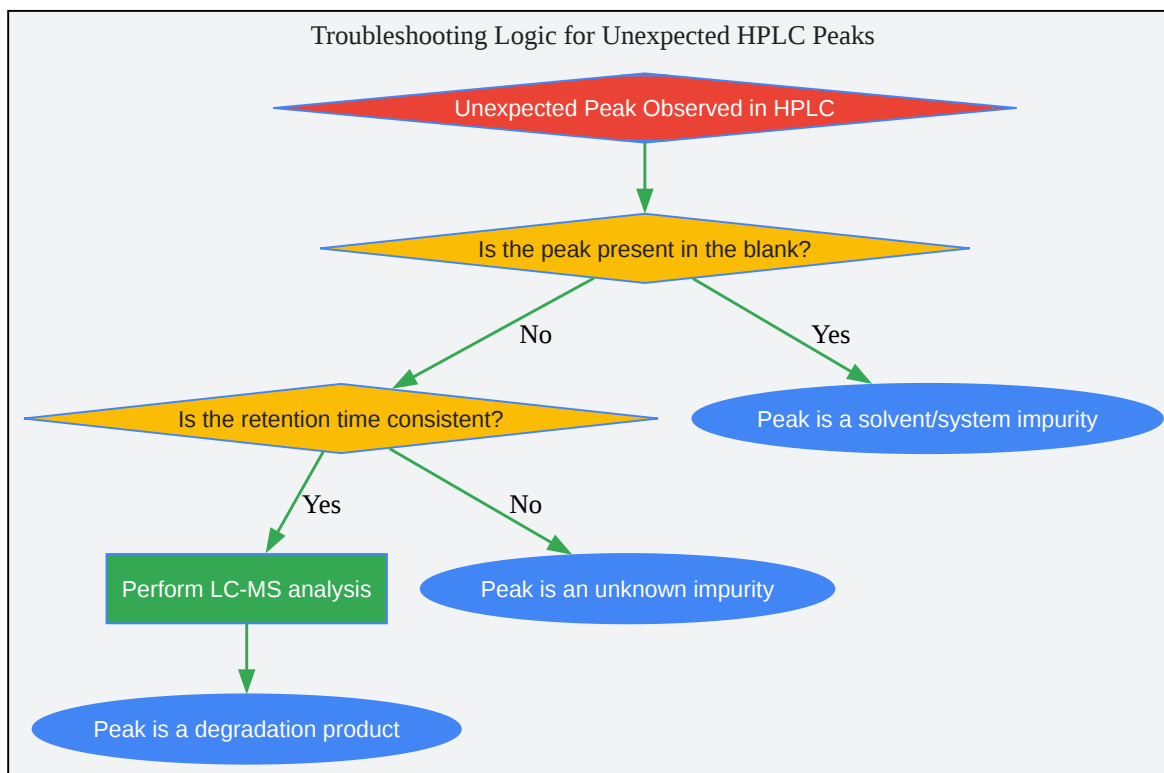 Troubleshooting Logic for Unexpected HPLC Peaks
Unexpected Peak Observed in HPLC
Is the peak present in the blank?
No
Yes
Is the retention time consistent?
Peak is a solvent/system impurity
Yes
No
Perform LC-MS analysis
Peak is an unknown impurity
Peak is a degradation product